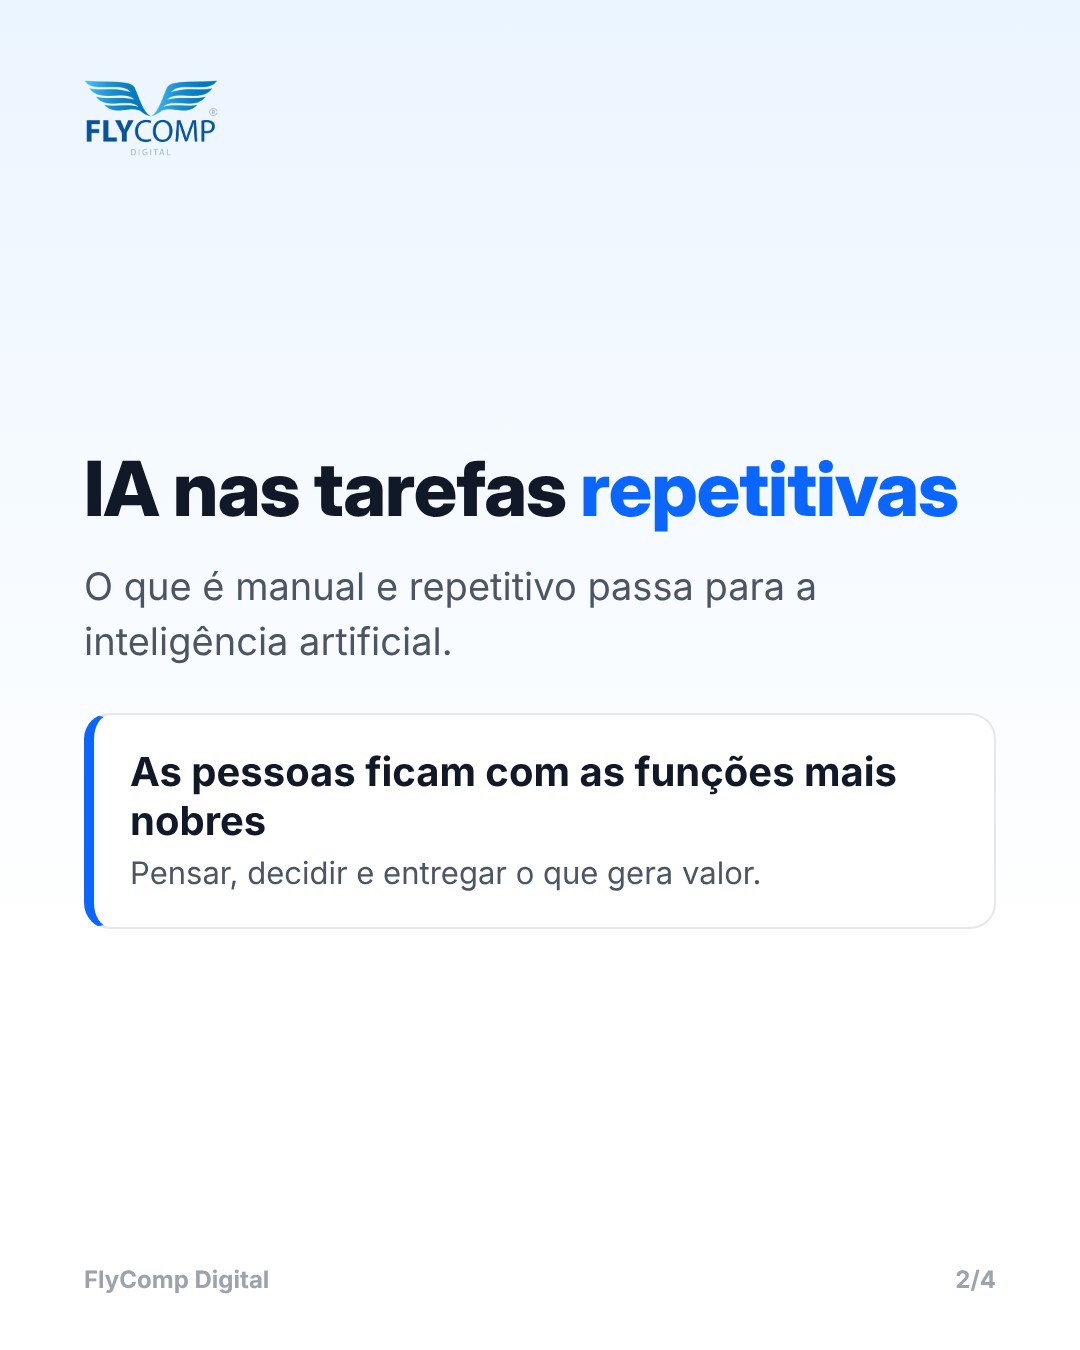 FLYCOMP
DIGITAL
IA nas tarefas repetitivas
O que é manual e repetitivo passa para a
inteligência artificial.
As pessoas ficam com as funções mais
nobres
Pensar, decidir e entregar o que gera valor.
FlyComp Digital
2/4